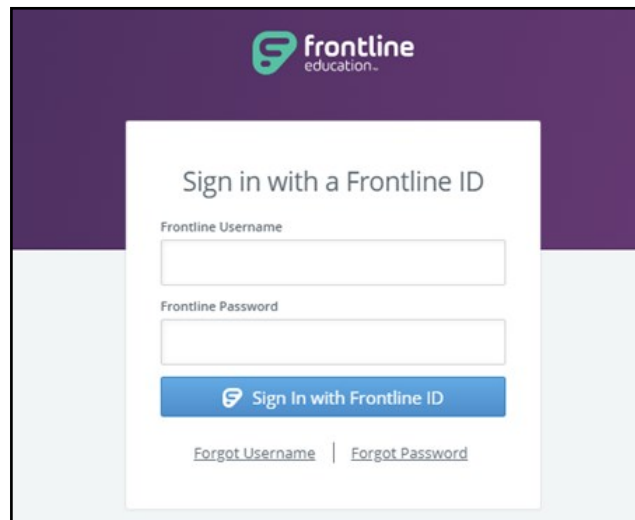 frontline
education™
Sign in with a Frontline ID
Frontline Username
Frontline Password
Sign In with Frontline ID
Forgot Username | Forgot Password